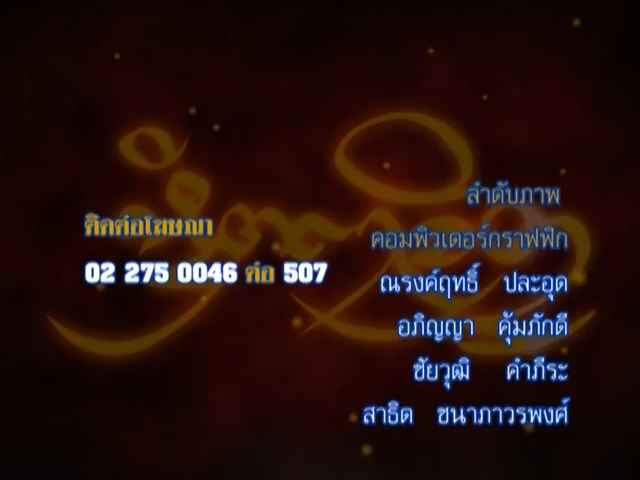 ติดต่อโฆษณา
02 275 0046 ต่อ 507
ลำดับภาพ
คอมพิวเตอร์กราฟฟิก
ณรงค์ฤทธิ์ ปละอุด
อภิญญา คุ้มภักดี
ชัยวุฒิ คำภีระ
สาธิต ชนาภาวรพงศ์